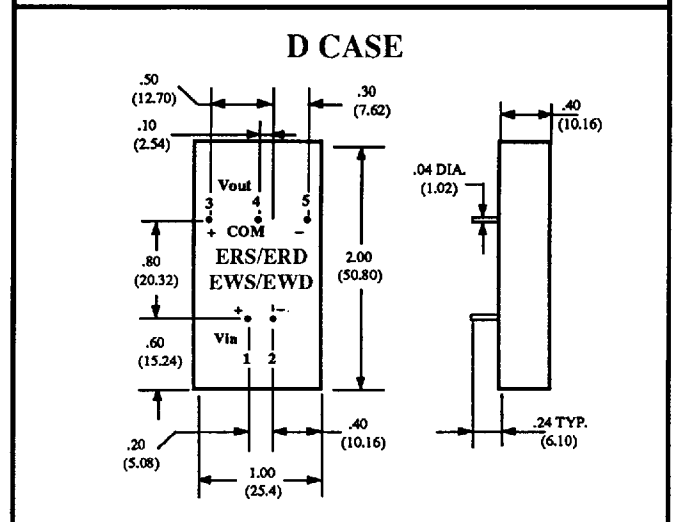 D CASE
.50
(12.70)
.30
(7.62)
.10
(2.54)
.40
(10.16)
.04 DIA.
(1.02)
Vout
3 4 5
+ COM –
ERS/ERD
EWS/EWD
.80
(20.32)
2.00
(50.80)
+ –
Vin
1 2
.60
(15.24)
.20
(5.08)
.40
(10.16)
1.00
(25.4)
.24 TYP.
(6.10)